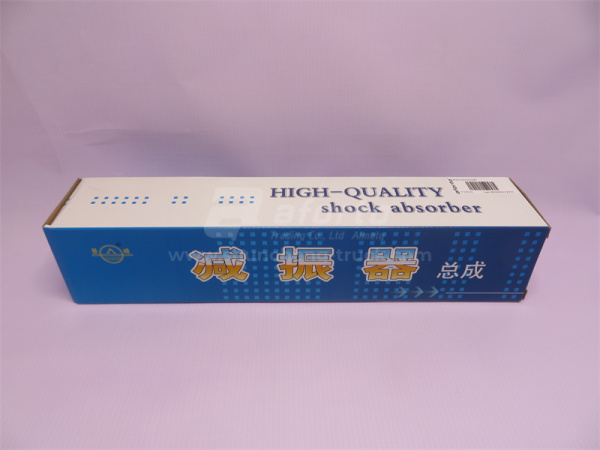 HIGH-QUALITY
shock absorber
减振器 总成